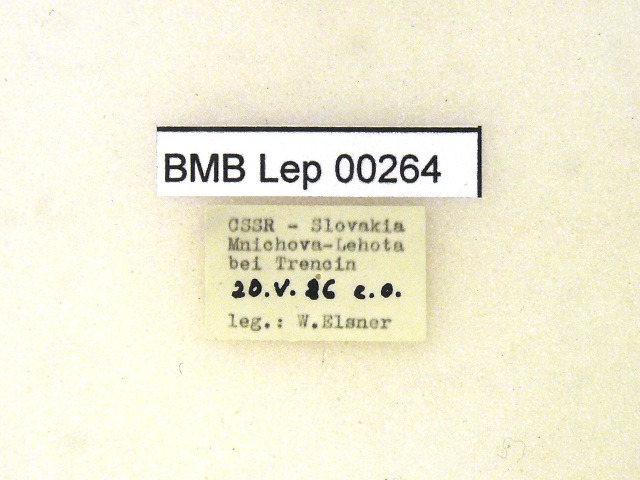 BMB Lep 00264
CSSR - Slovakia
Mnichova-Lehota
bei Trencin
20.V.86 e.o.
leg.: W.Elsner